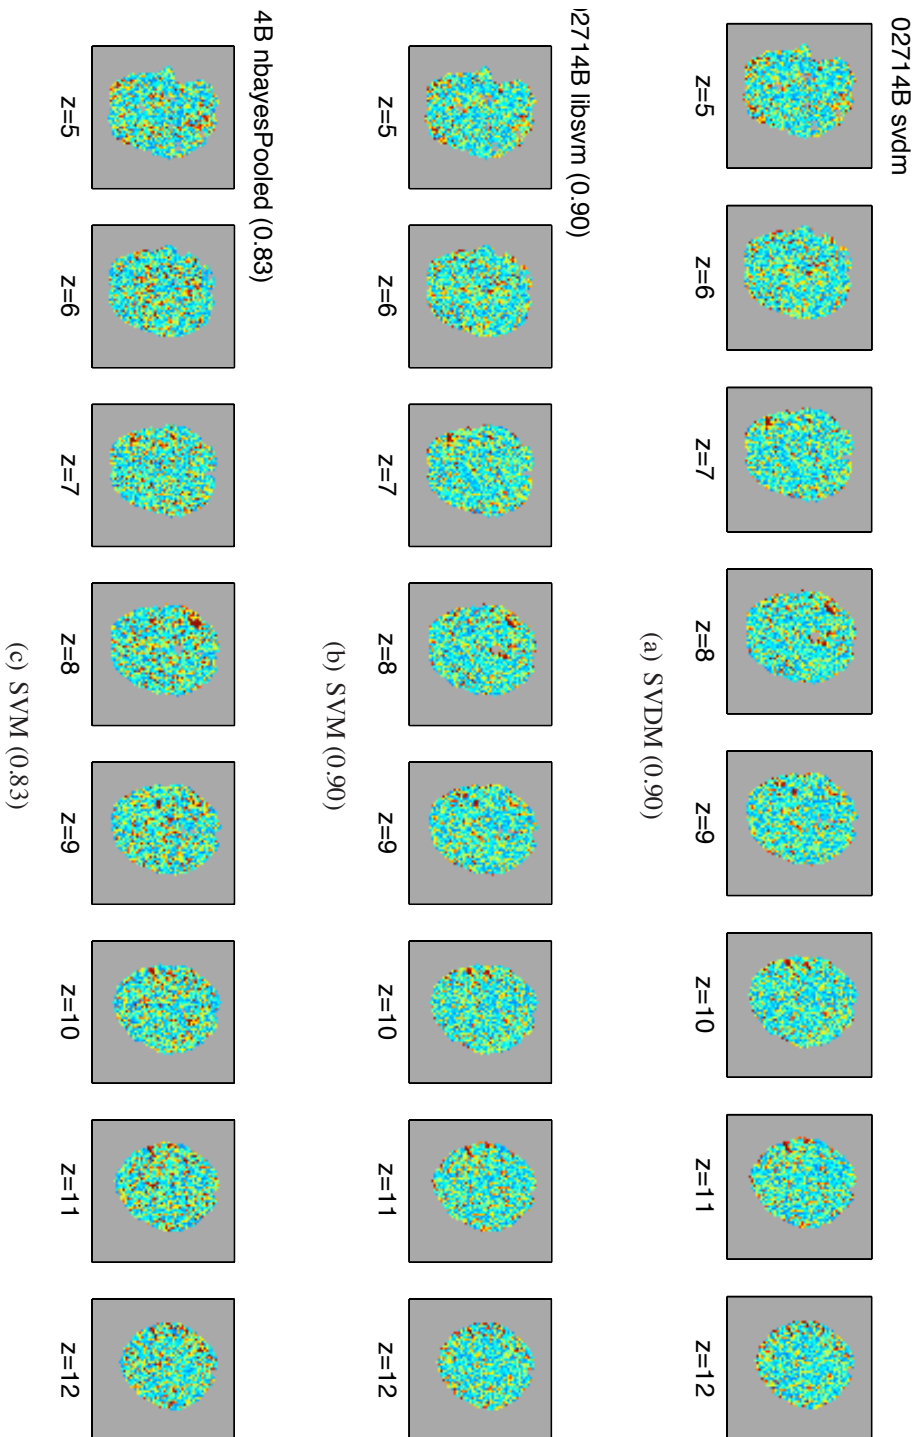 02714B svdm
z=5 z=6 z=7 z=8 z=9 z=10 z=11 z=12
(a) SVDM (0.90)
02714B libsvm (0.90)
z=5 z=6 z=7 z=8 z=9 z=10 z=11 z=12
(b) SVM (0.90)
4B nbayesPooled (0.83)
z=5 z=6 z=7 z=8 z=9 z=10 z=11 z=12
(c) SVM (0.83)